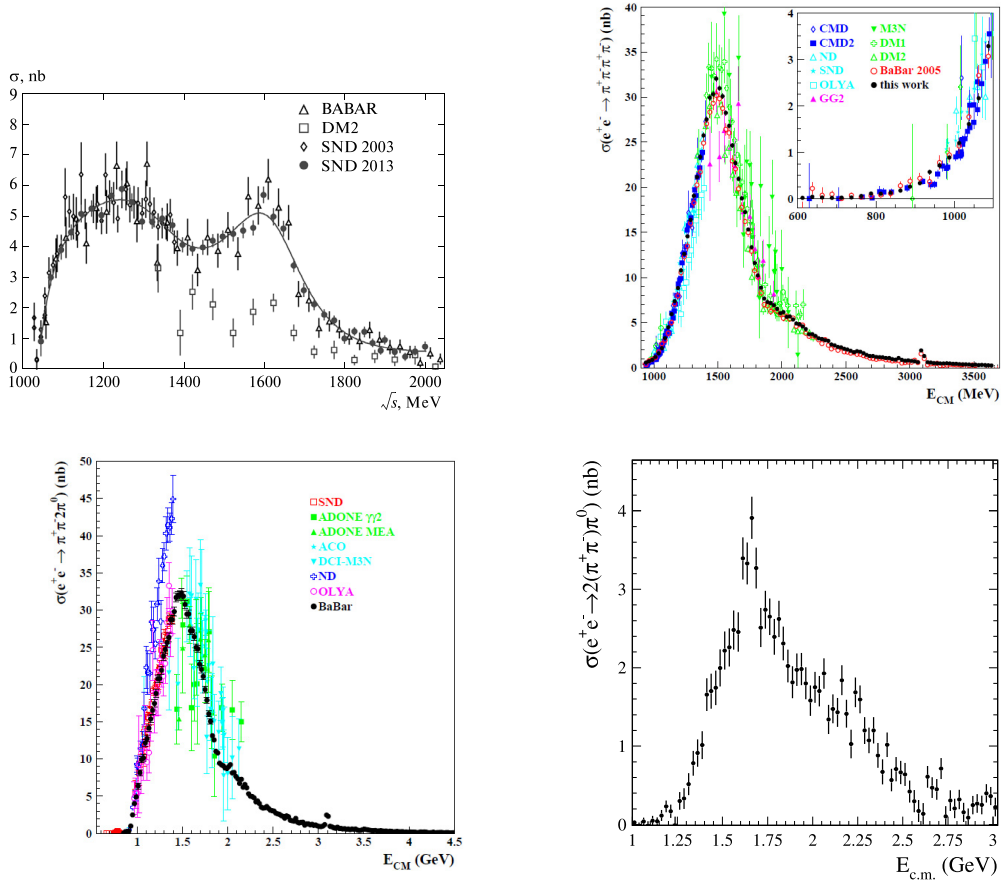 σ, nb
9
8
7
6
5
4
3
2
1
0
BABAR
DM2
SND 2003
SND 2013
1000 1200 1400 1600 1800 2000
√s, MeV
σ(e⁺e⁻ → π⁺π⁻π⁺π⁻) (nb)
40
35
30
25
20
15
10
5
0
CMD
CMD2
ND
SND
OLYA
GG2
M3N
DM1
DM2
BaBar 2005
this work
4
3
2
1
0
600 800 1000
1000 1500 2000 2500 3000 3500
E_CM (MeV)
σ(e⁺e⁻ → π⁺π⁻2π⁰) (nb)
50
45
40
35
30
25
20
15
10
5
0
SND
ADONE γγ2
ADONE MEA
ACO
DCI-M3N
ND
OLYA
BaBar
1 1.5 2 2.5 3 3.5 4 4.5
E_CM (GeV)
σ(e⁺e⁻→2(π⁺π⁻)π⁰) (nb)
4
2
0
1 1.25 1.5 1.75 2 2.25 2.5 2.75 3
E_c.m. (GeV)